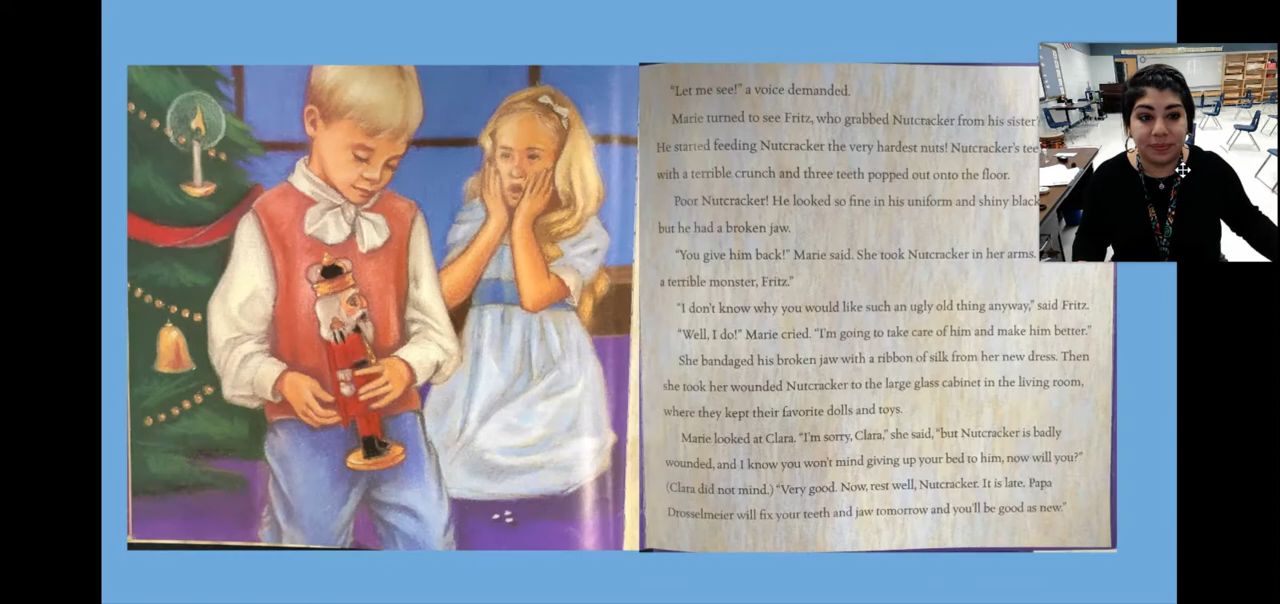 "Let me see!" a voice demanded.
Marie turned to see Fritz, who grabbed Nutcracker from his sister'
He started feeding Nutcracker the very hardest nuts! Nutcracker's tee
with a terrible crunch and three teeth popped out onto the floor.
Poor Nutcracker! He looked so fine in his uniform and shiny black
but he had a broken jaw.
"You give him back!" Marie said. She took Nutcracker in her arms.
a terrible monster, Fritz."
"I don't know why you would like such an ugly old thing anyway," said Fritz.
"Well, I do!" Marie cried. "I'm going to take care of him and make him better."
She bandaged his broken jaw with a ribbon of silk from her new dress. Then
she took her wounded Nutcracker to the large glass cabinet in the living room,
where they kept their favorite dolls and toys.
Marie looked at Clara. "I'm sorry, Clara," she said, "but Nutcracker is badly
wounded, and I know you won't mind giving up your bed to him, now will you?"
(Clara did not mind.) "Very good. Now, rest well, Nutcracker. It is late. Papa
Drosselmeier will fix your teeth and jaw tomorrow and you'll be good as new."